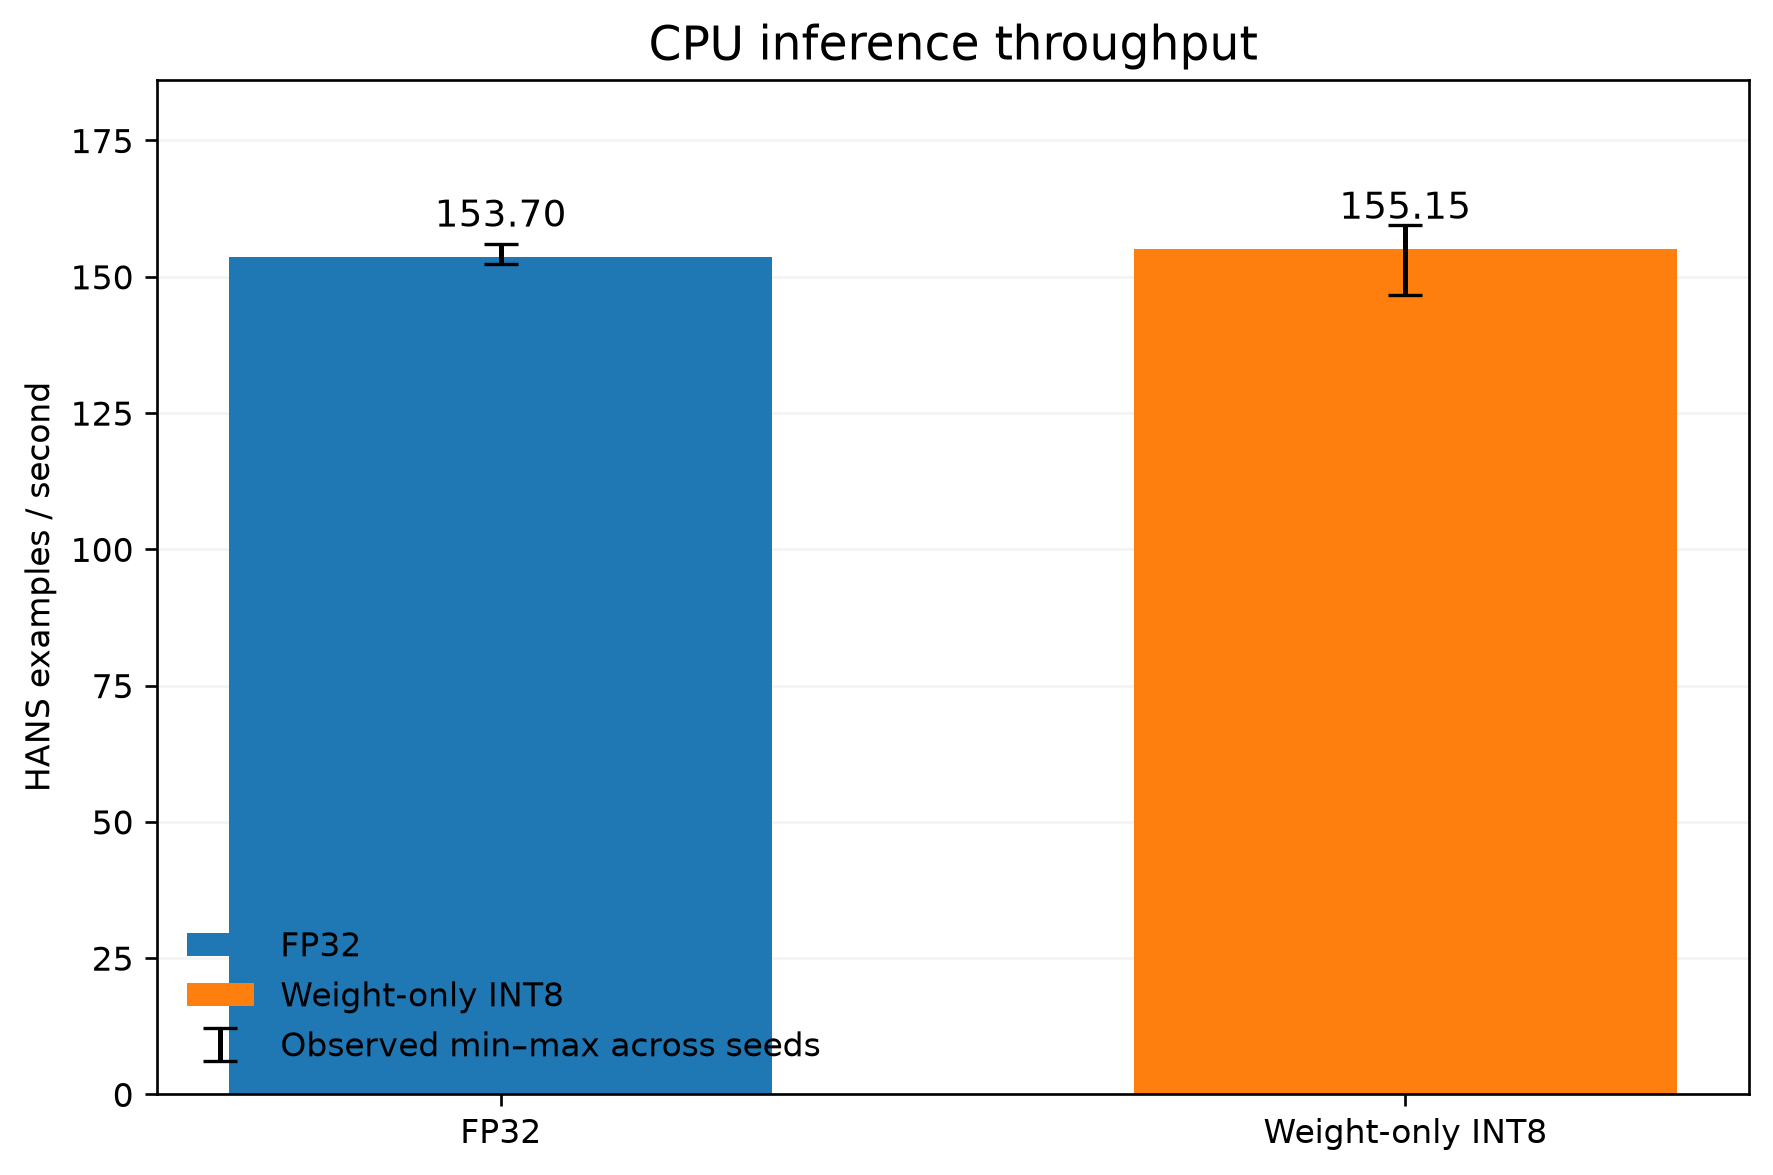 CPU inference throughput
HANS examples / second
175
150
125
100
75
50
25
0
153.70
155.15
FP32
Weight-only INT8
Observed min–max across seeds
FP32
Weight-only INT8